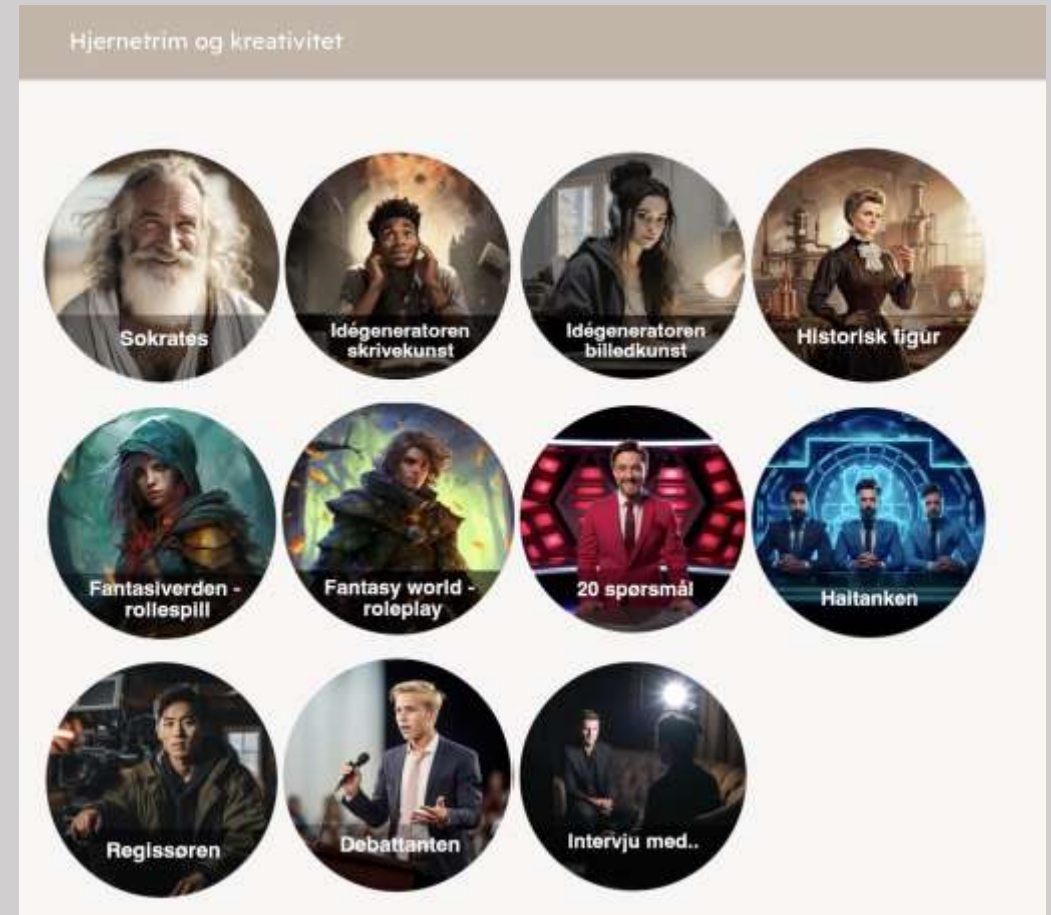 Hjernetrim og kreativitet
Sokrates
Idégeneratoren
skrivekunst
Idégeneratoren
billedkunst
Historisk figur
Fantasiverden -
rollespill
Fantasy world -
roleplay
20 spørsmål
Haitanken
Regissøren
Debattanten
Intervju med..